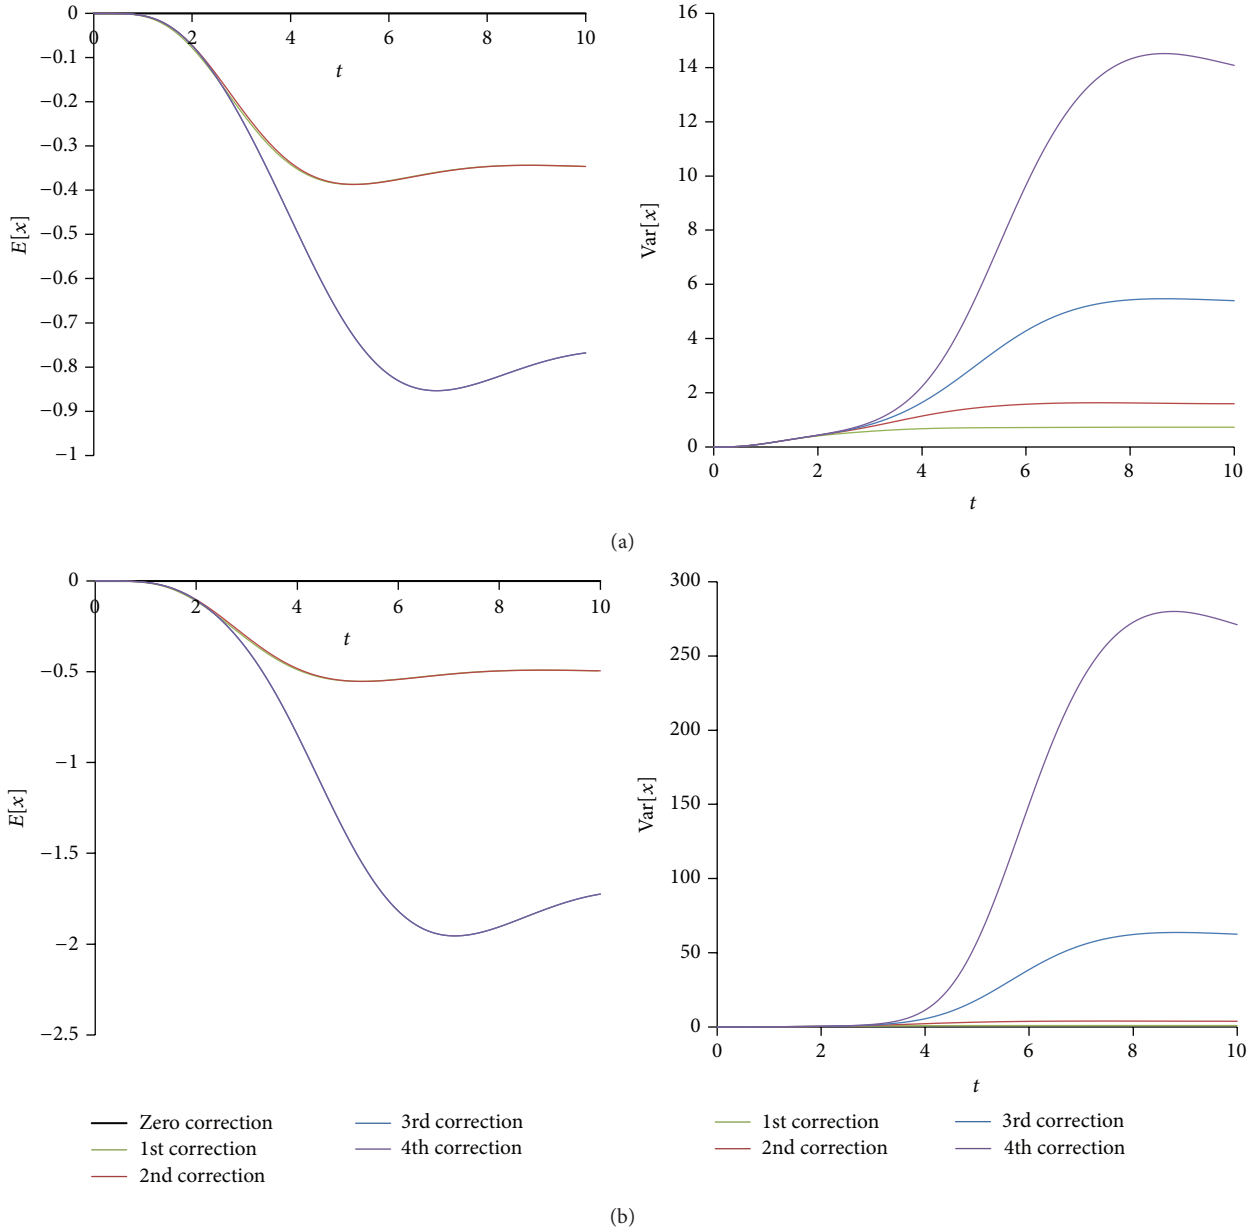 0
−0.1
−0.2
−0.3
−0.4
−0.5
−0.6
−0.7
−0.8
−0.9
−1
E[x]
0 2 4 6 8 10
t
16
14
12
10
8
6
4
2
0
Var[x]
0 2 4 6 8 10
t
(a)
0
−0.5
−1
−1.5
−2
−2.5
E[x]
0 2 4 6 8 10
t
300
250
200
150
100
50
0
Var[x]
0 2 4 6 8 10
t
Zero correction
1st correction
2nd correction
3rd correction
4th correction
1st correction
2nd correction
3rd correction
4th correction
(b)